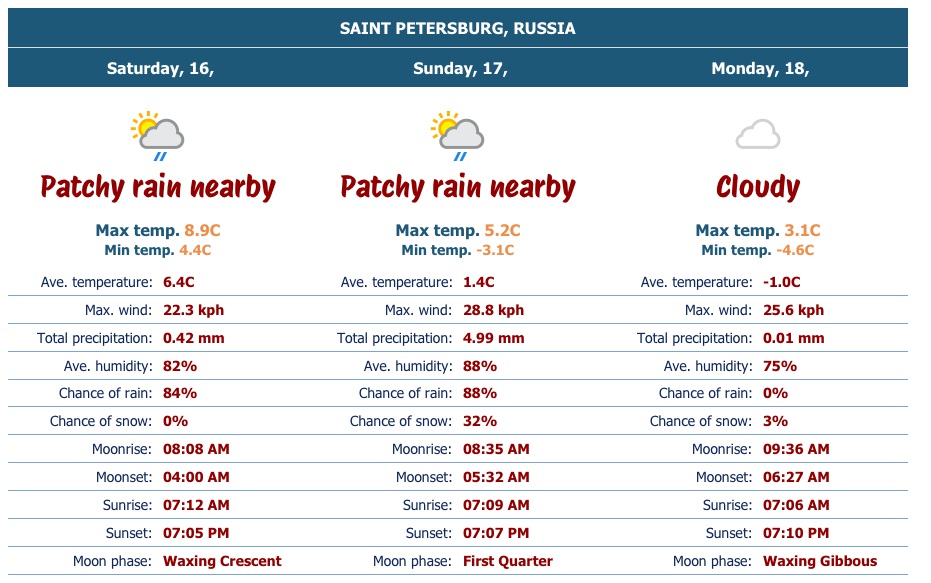 SAINT PETERSBURG, RUSSIA
Saturday, 16, Sunday, 17, Monday, 18,
Patchy rain nearby Patchy rain nearby Cloudy
Max temp. 8.9C Max temp. 5.2C Max temp. 3.1C
Min temp. 4.4C Min temp. -3.1C Min temp. -4.6C
Ave. temperature: 6.4C Ave. temperature: 1.4C Ave. temperature: -1.0C
Max. wind: 22.3 kph Max. wind: 28.8 kph Max. wind: 25.6 kph
Total precipitation: 0.42 mm Total precipitation: 4.99 mm Total precipitation: 0.01 mm
Ave. humidity: 82% Ave. humidity: 88% Ave. humidity: 75%
Chance of rain: 84% Chance of rain: 88% Chance of rain: 0%
Chance of snow: 0% Chance of snow: 32% Chance of snow: 3%
Moonrise: 08:08 AM Moonrise: 08:35 AM Moonrise: 09:36 AM
Moonset: 04:00 AM Moonset: 05:32 AM Moonset: 06:27 AM
Sunrise: 07:12 AM Sunrise: 07:09 AM Sunrise: 07:06 AM
Sunset: 07:05 PM Sunset: 07:07 PM Sunset: 07:10 PM
Moon phase: Waxing Crescent Moon phase: First Quarter Moon phase: Waxing Gibbous